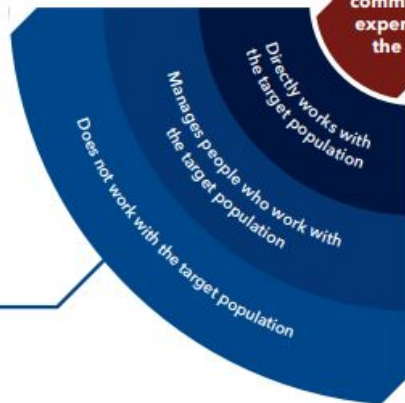 exper
the
Directly works with
the target population
Manages people who work with
the target population
Does not work with the target population